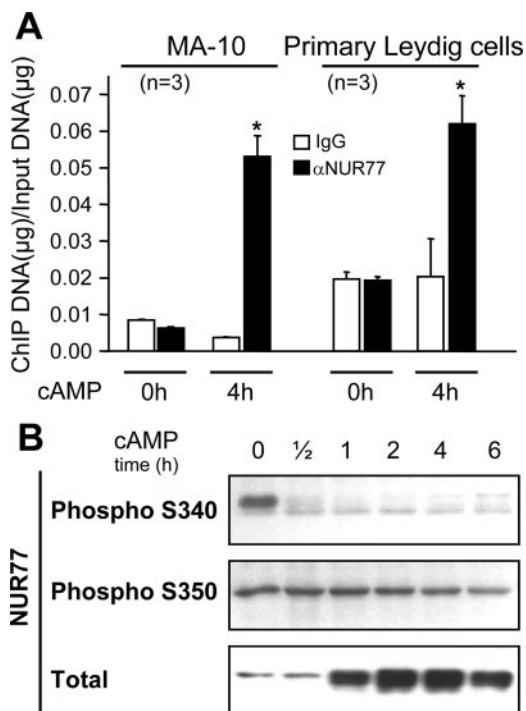 A
MA-10 Primary Leydig cells
(n=3) (n=3)
ChIP DNA(µg)/Input DNA(µg)
0.07
0.06
0.05
0.04
0.03
0.02
0.01
0.00
* *
IgG
αNUR77
cAMP 0h 4h 0h 4h
B
cAMP 0 ½ 1 2 4 6
time (h)
NUR77
Phospho S340
Phospho S350
Total